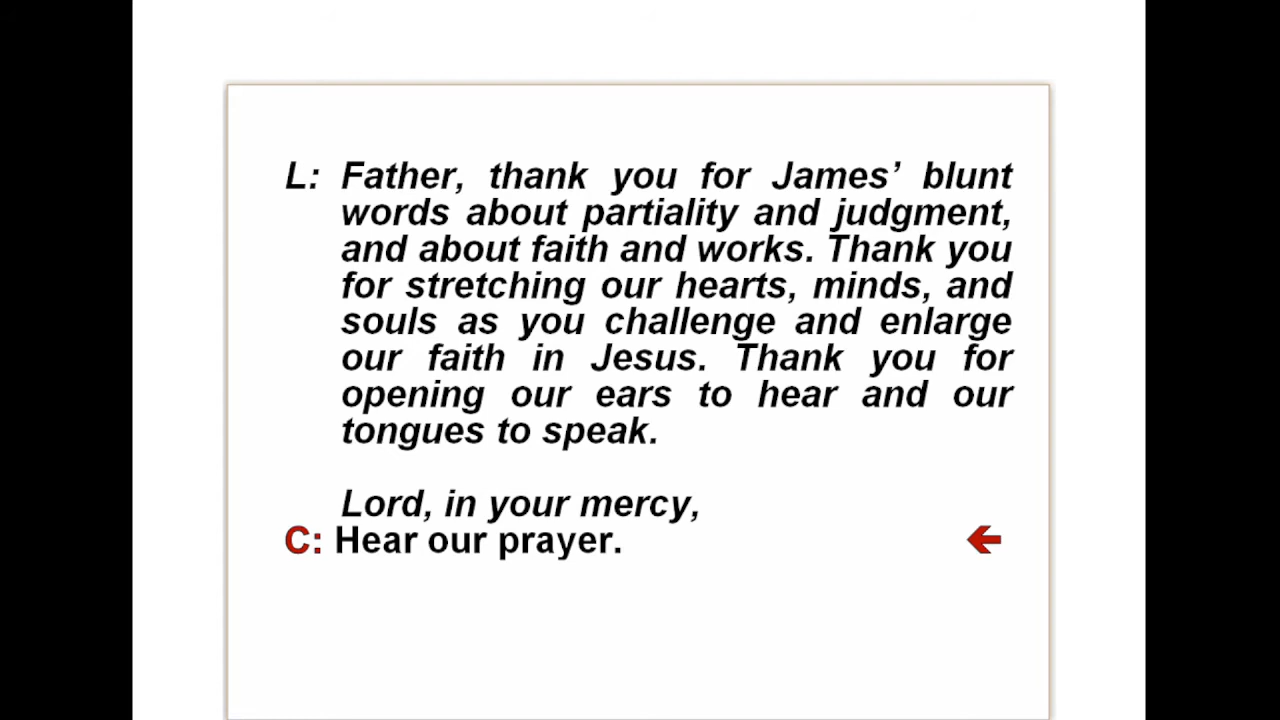 L: Father, thank you for James’ blunt
words about partiality and judgment,
and about faith and works. Thank you
for stretching our hearts, minds, and
souls as you challenge and enlarge
our faith in Jesus. Thank you for
opening our ears to hear and our
tongues to speak.
Lord, in your mercy,
C: Hear our prayer.